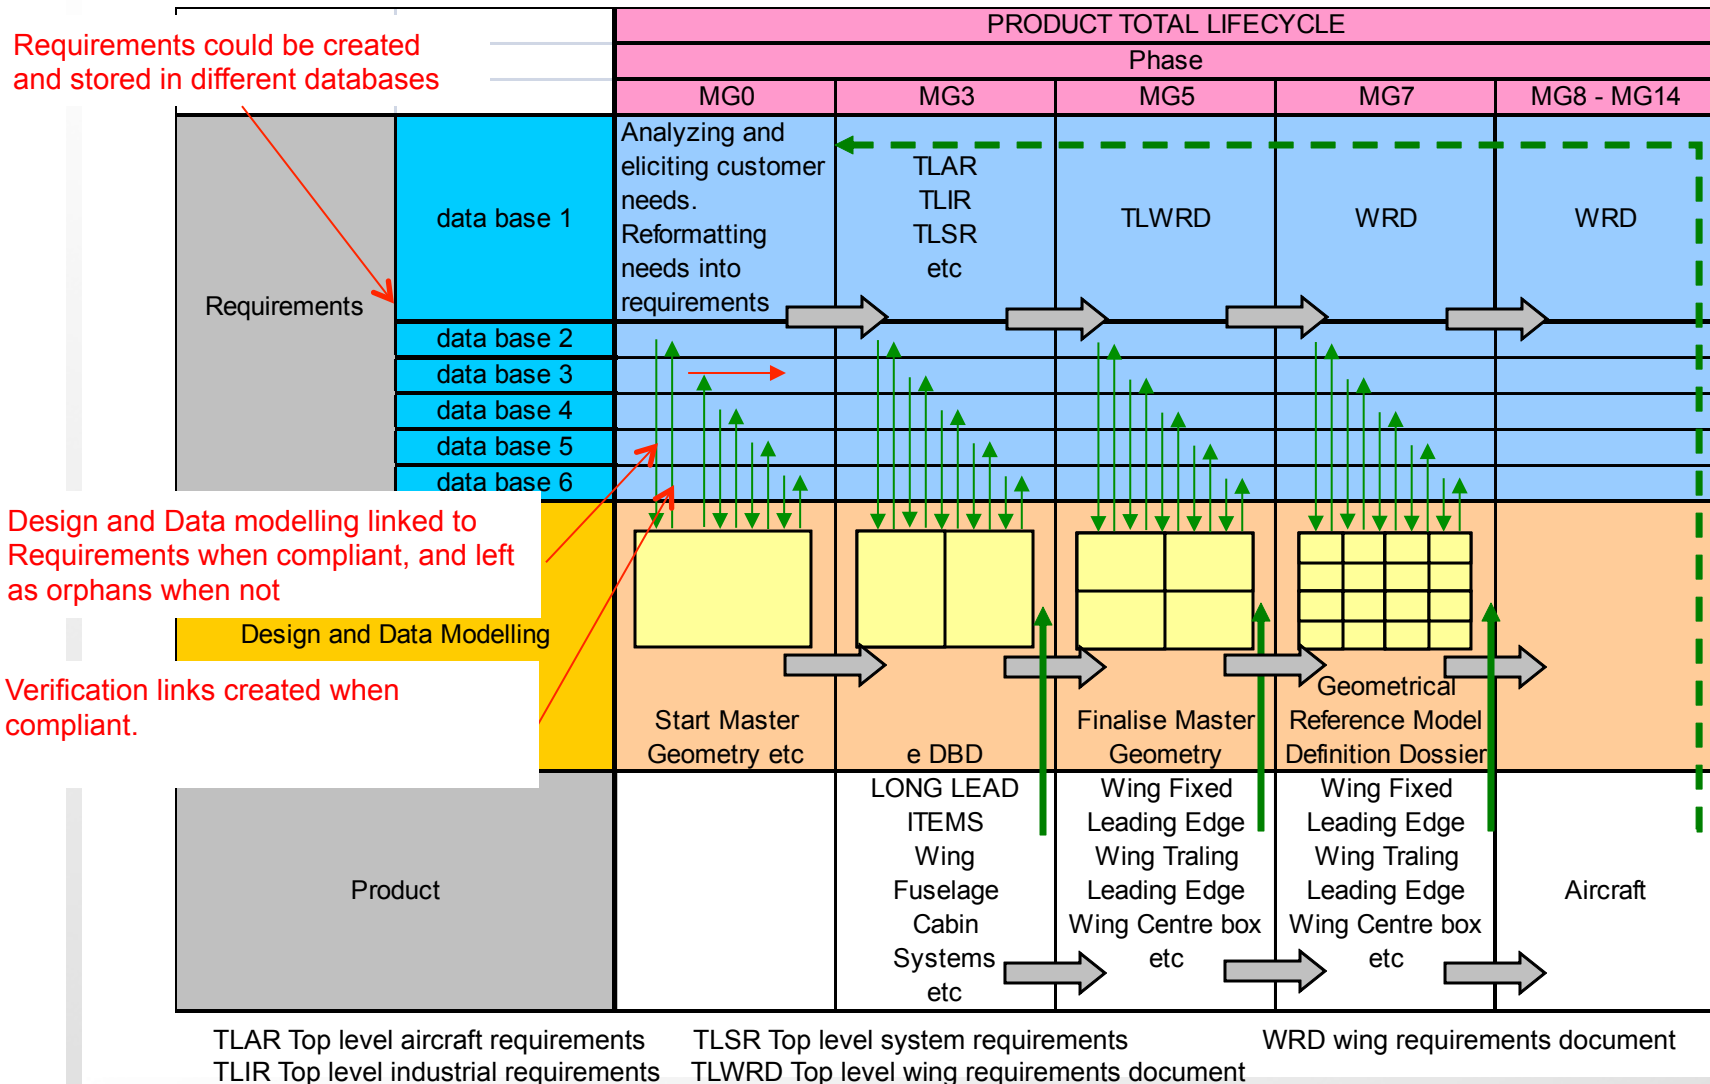 PRODUCT TOTAL LIFECYCLE
Phase
MG0
MG3
MG5
MG7
MG8 - MG14
Requirements could be created
and stored in different databases
Requirements
data base 1
Analyzing and
eliciting customer
needs.
Reformatting
needs into
requirements
TLAR
TLIR
TLSR
etc
TLWRD
WRD
WRD
data base 2
data base 3
data base 4
data base 5
data base 6
Design and Data modelling linked to
Requirements when compliant, and left
as orphans when not
Design and Data Modelling
Verification links created when
compliant.
Start Master
Geometry etc
e DBD
Finalise Master
Geometry
Geometrical
Reference Model
Definition Dossier
Product
LONG LEAD
ITEMS
Wing
Fuselage
Cabin
Systems
etc
Wing Fixed
Leading Edge
Wing Traling
Leading Edge
Wing Centre box
etc
Wing Fixed
Leading Edge
Wing Traling
Leading Edge
Wing Centre box
etc
Aircraft
TLAR Top level aircraft requirements
TLSR Top level system requirements
WRD wing requirements document
TLIR Top level industrial requirements
TLWRD Top level wing requirements document